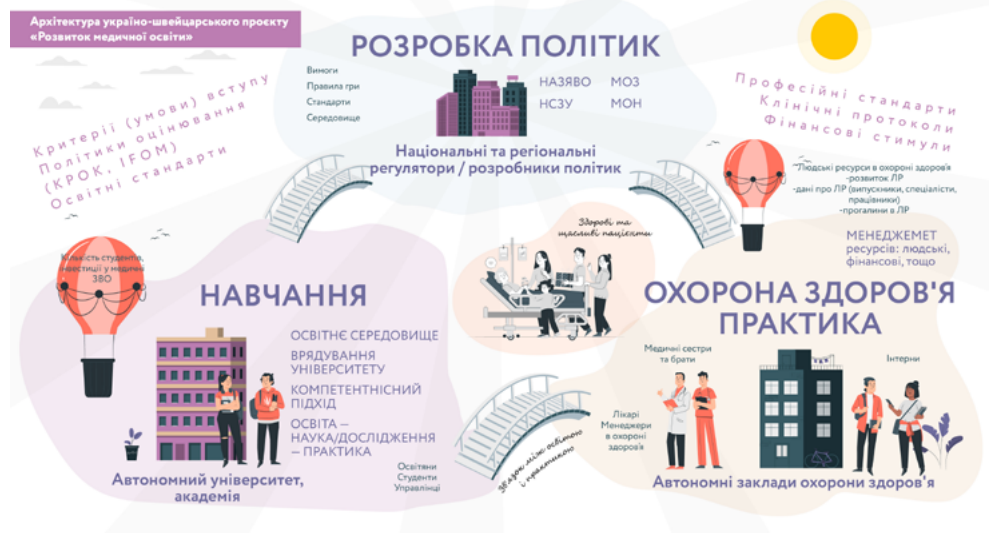 Архітектура україно-швейцарського проєкту
«Розвиток медичної освіти»
РОЗРОБКА ПОЛІТИК
Вимоги
Правила гри
Стандарти
Середовище
НАЗЯВО МОЗ
НСЗУ МОН
Національні та регіональні
регулятори / розробники політик
Критерії (умови) вступу
Політики оцінювання
(КРОК, IFOM)
Освітні стандарти
Професійні стандарти
Клінічні протоколи
Фінансові стимули
Людські ресурси в охороні здоров'я
-розвиток ЛР
-дані про ЛР (випускники, спеціалісти,
працівники)
-прогалини в ЛР
МЕНЕДЖЕМЕТ
ресурсів: людські,
фінансові, тощо
Здорові та
щасливі пацієнти
Кількість студентів,
інвестиції у медичні
ЗВО
НАВЧАННЯ
ОСВІТНЄ СЕРЕДОВИЩЕ
ВРЯДУВАННЯ
УНІВЕРСИТЕТУ
КОМПЕТЕНТНІСНИЙ
ПІДХІД
ОСВІТА —
НАУКА/ДОСЛІДЖЕННЯ
— ПРАКТИКА
Автономний університет,
академія
Освітяни
Студенти
Управлінці
Зв'язок між освітою
і практикою
ОХОРОНА ЗДОРОВ'Я
ПРАКТИКА
Медичні сестри
та брати
Інтерни
Лікарі
Менеджери
в охороні
здоров'я
Автономні заклади охорони здоров'я